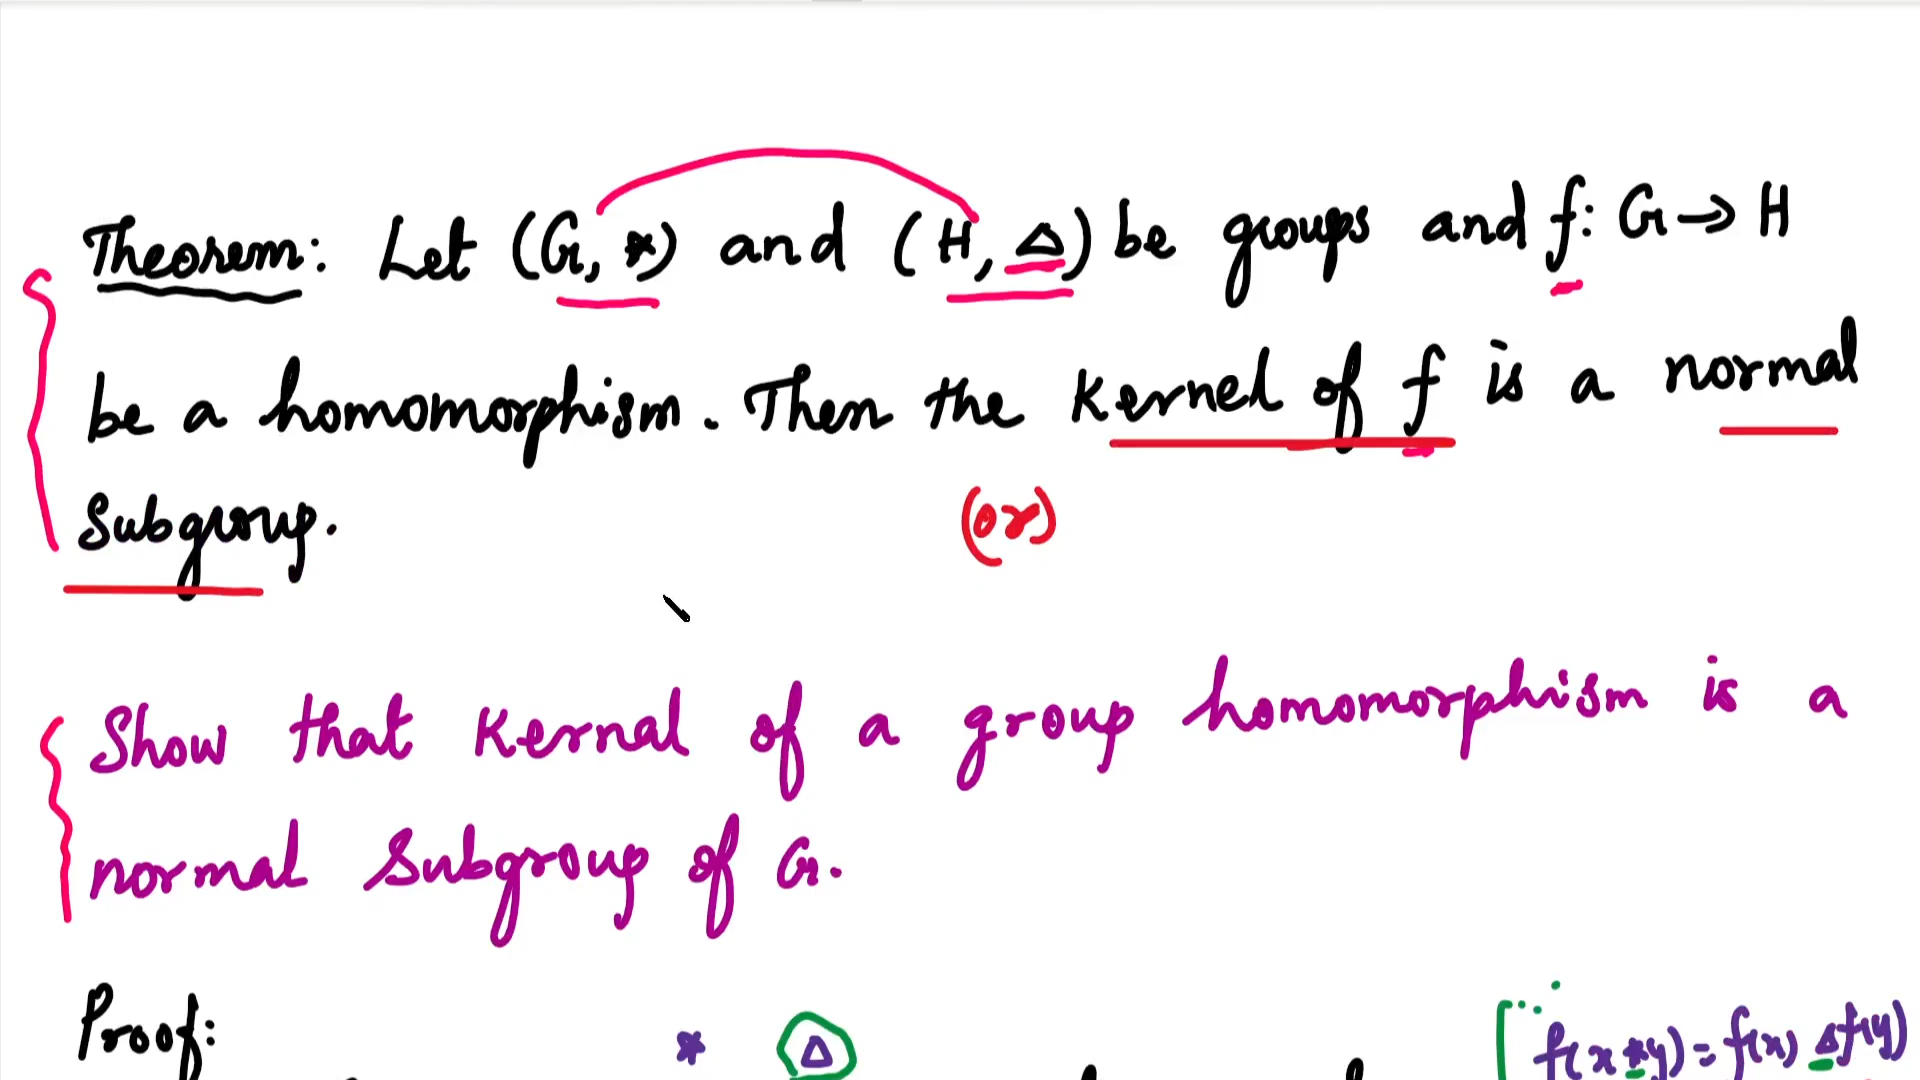 Theorem: Let (G, *) and (H, Δ) be groups and f: G → H
be a homomorphism. Then the Kernel of f is a normal
Subgroup.
(or)
Show that Kernal of a group homomorphism is a
normal Subgroup of G.
Proof:
* Δ
f(x * y) = f(x) Δ f(y)